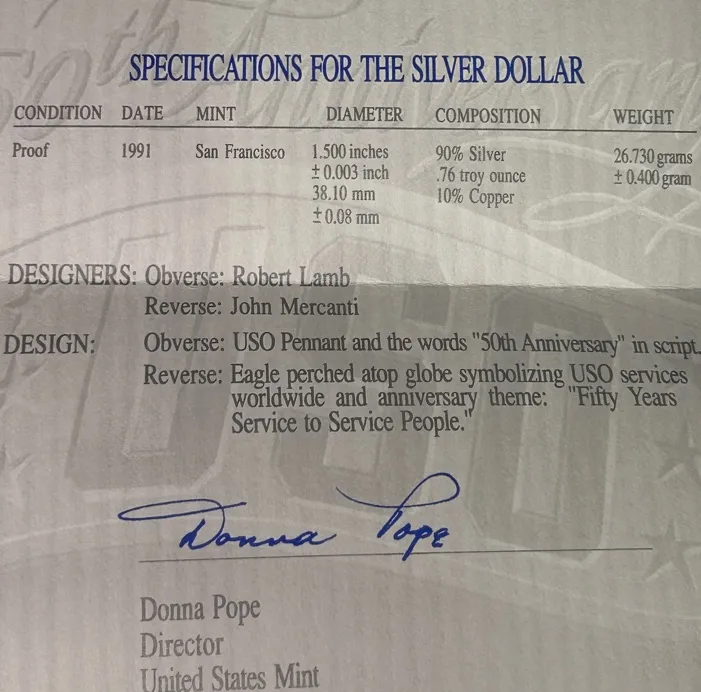 50th Anniversary
SPECIFICATIONS FOR THE SILVER DOLLAR
CONDITION DATE MINT DIAMETER COMPOSITION WEIGHT
Proof 1991 San Francisco 1.500 inches 90% Silver 26.730 grams
± 0.003 inch .76 troy ounce ± 0.400 gram
38.10 mm 10% Copper
± 0.08 mm
USO
DESIGNERS: Obverse: Robert Lamb
Reverse: John Mercanti
DESIGN: Obverse: USO Pennant and the words "50th Anniversary" in script.
Reverse: Eagle perched atop globe symbolizing USO services
worldwide and anniversary theme: "Fifty Years
Service to Service People."
Donna Pope
Donna Pope
Director
United States Mint